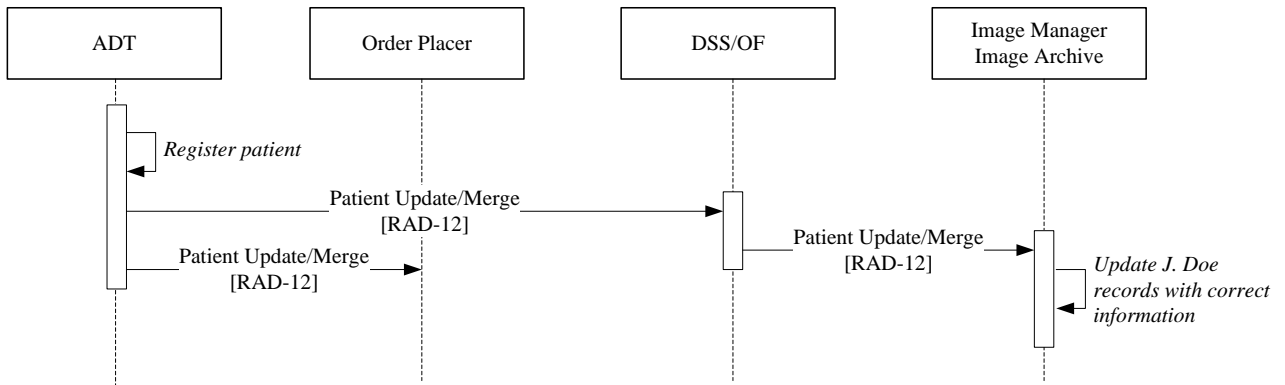 ADT
Order Placer
DSS/OF
Image Manager
Image Archive
Register patient
Patient Update/Merge
[RAD-12]
Patient Update/Merge
[RAD-12]
Patient Update/Merge
[RAD-12]
Update J. Doe
records with correct
information